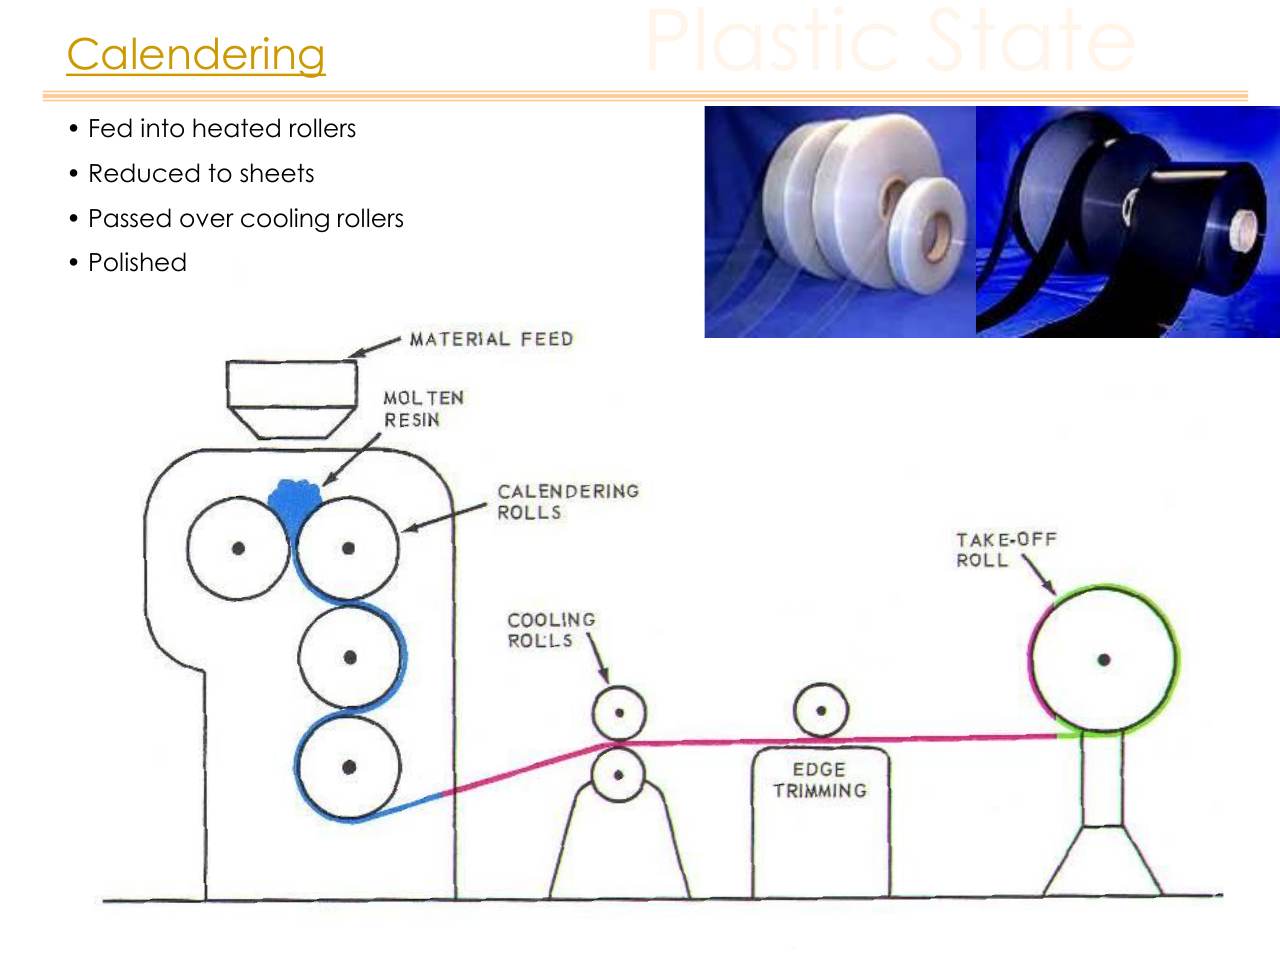 Plastic State
Calendering
• Fed into heated rollers
• Reduced to sheets
• Passed over cooling rollers
• Polished
MATERIAL FEED
MOLTEN
RESIN
CALENDERING
ROLLS
TAKE-OFF
ROLL
COOLING
ROLLS
EDGE
TRIMMING